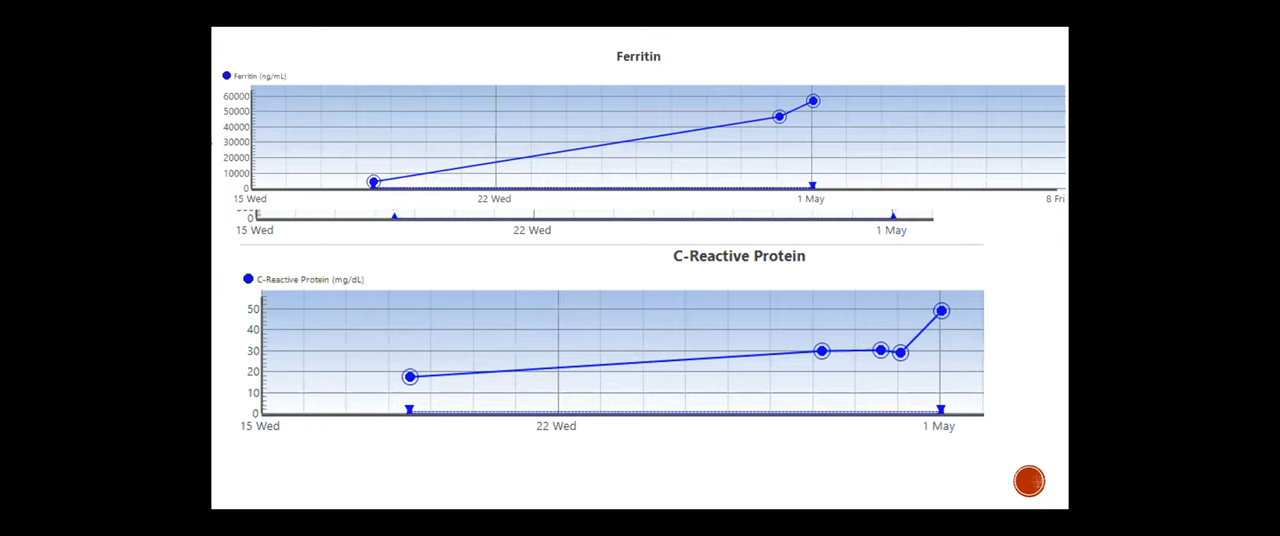 Ferritin
Ferritin (ng/mL)
60000
50000
40000
30000
20000
10000
0
15 Wed 22 Wed 1 May 8 Fri
0
15 Wed 22 Wed 1 May
C-Reactive Protein
C-Reactive Protein (mg/dL)
50
40
30
20
10
0
15 Wed 22 Wed 1 May